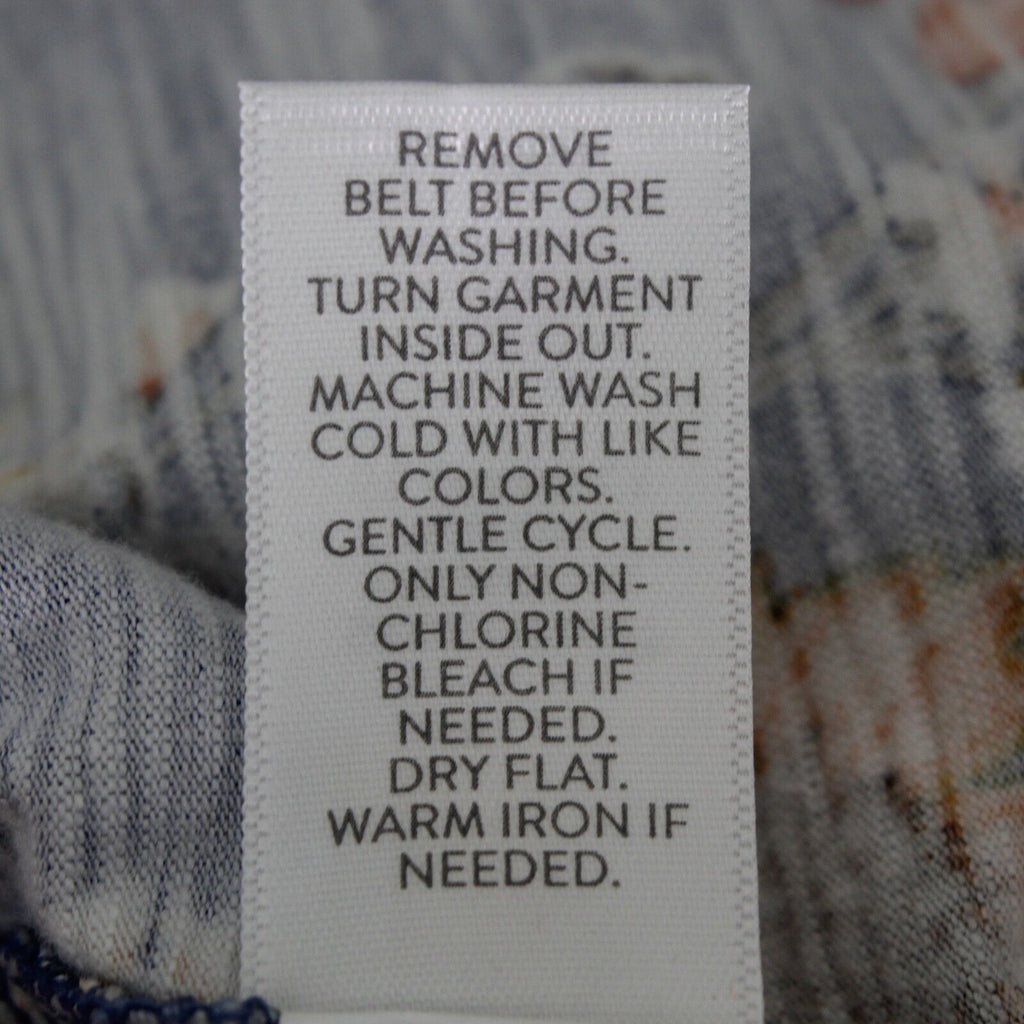 REMOVE
BELT BEFORE
WASHING.
TURN GARMENT
INSIDE OUT.
MACHINE WASH
COLD WITH LIKE
COLORS.
GENTLE CYCLE.
ONLY NON-
CHLORINE
BLEACH IF
NEEDED.
DRY FLAT.
WARM IRON IF
NEEDED.